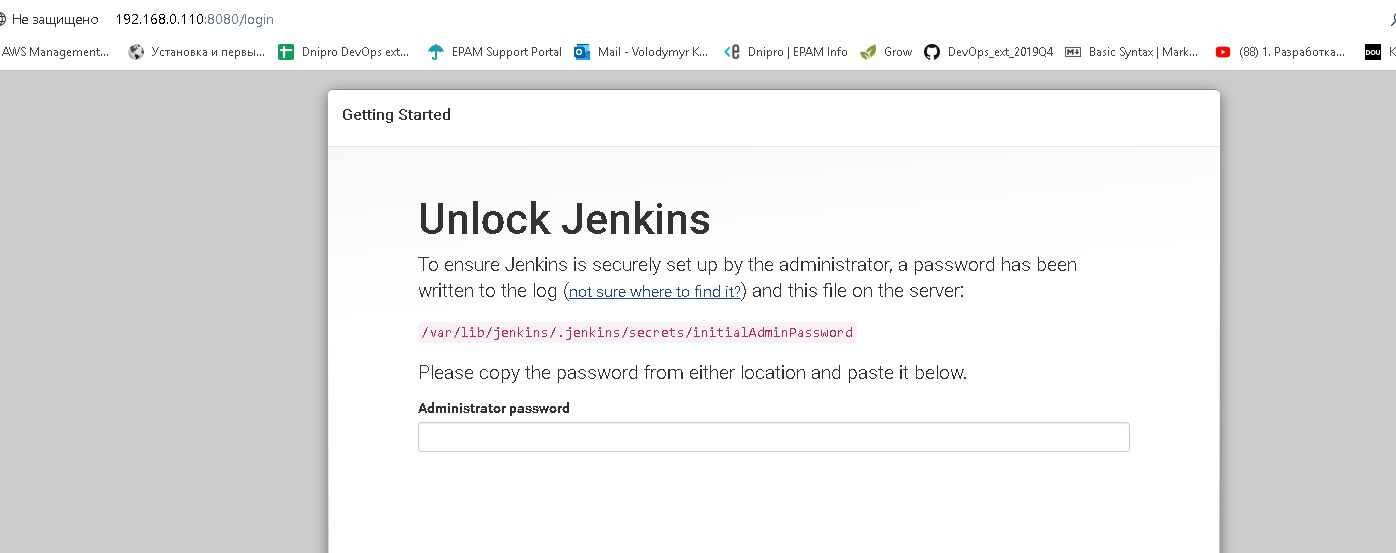 Не защищено 192.168.0.110:8080/login
AWS Management... Установка и первы... Dnipro DevOps ext... EPAM Support Portal Mail - Volodymyr K... Dnipro | EPAM Info Grow DevOps_ext_2019Q4 Basic Syntax | Mark... (88) 1. Разработка... DOU K
Getting Started
Unlock Jenkins
To ensure Jenkins is securely set up by the administrator, a password has been
written to the log (not sure where to find it?) and this file on the server:
/var/lib/jenkins/.jenkins/secrets/initialAdminPassword
Please copy the password from either location and paste it below.
Administrator password